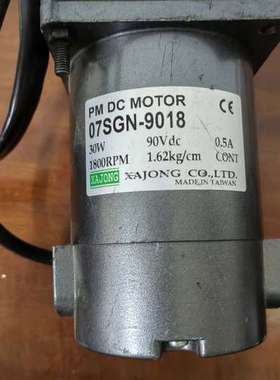 PM DC MOTOR
CE
07SGN-9018
30W 90Vdc 0.5A
1800RPM 1.62kg/cm CONT
XAJONG XAJONG CO.,LTD.
MADE IN TAIWAN